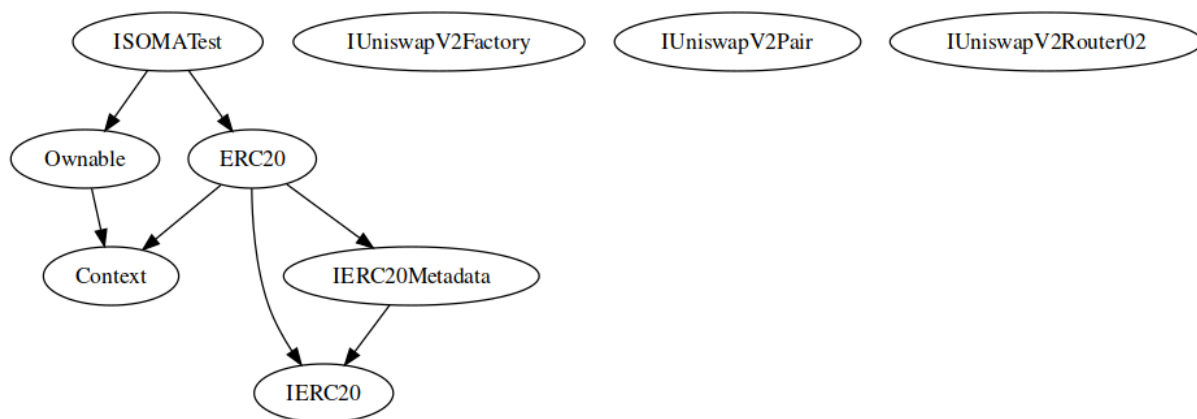 ISOMATest
IUniswapV2Factory
IUniswapV2Pair
IUniswapV2Router02
Ownable
ERC20
Context
IERC20Metadata
IERC20